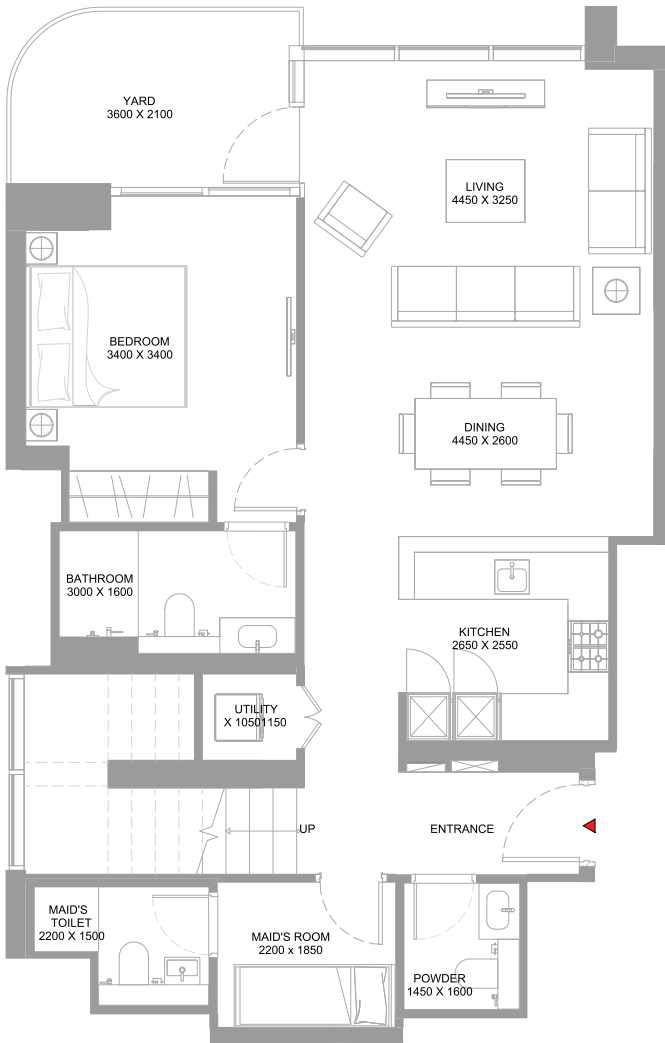 YARD
3600 X 2100
LIVING
4450 X 3250
BEDROOM
3400 X 3400
DINING
4450 X 2600
BATHROOM
3000 X 1600
KITCHEN
2650 X 2550
UTILITY
X 10501150
UP
ENTRANCE
MAID'S
TOILET
2200 X 1500
MAID'S ROOM
2200 x 1850
POWDER
1450 X 1600